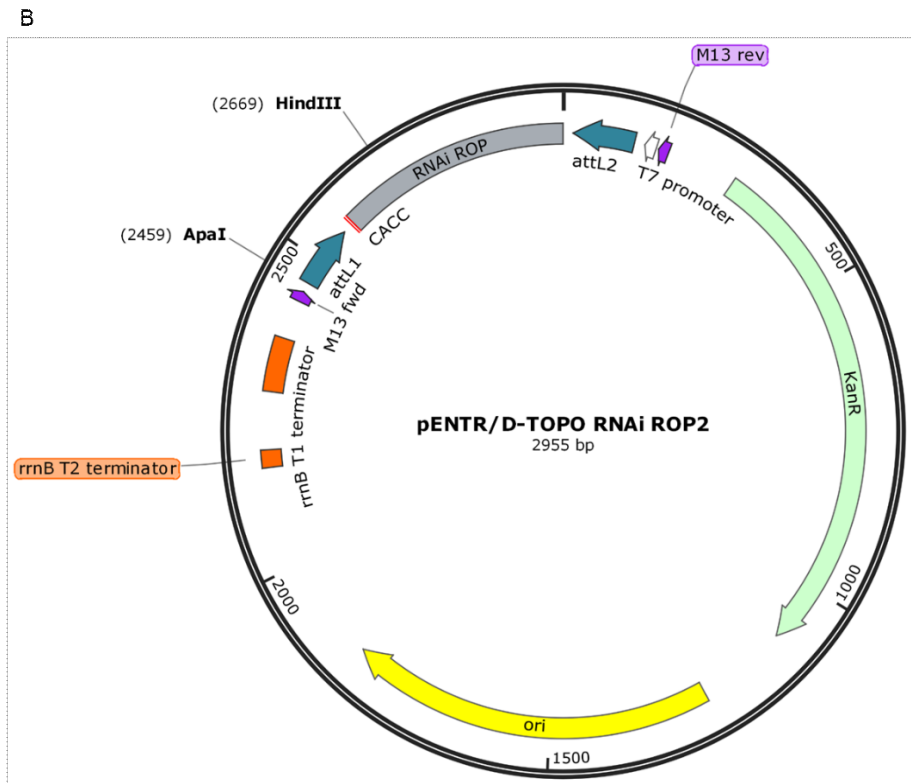 B
M13 rev
(2669) HindIII
RNAi ROP
attL2
T7 promoter
CACC
(2459) ApaI
2500
attL1
M13 fwd
500
KanR
rrnB T1 terminator
pENTR/D-TOPO RNAi ROP2
2955 bp
rrnB T2 terminator
2000
1000
ori
1500